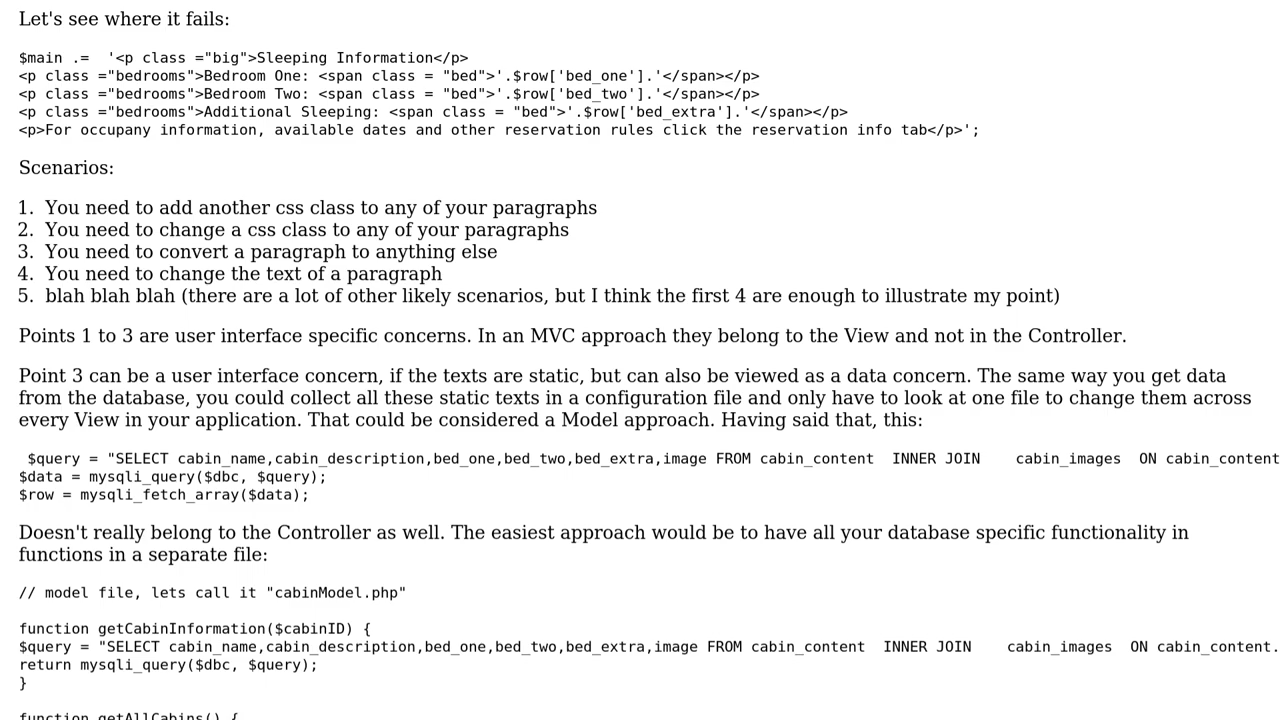 Let's see where it fails:
$main .=  '<p class ="big">Sleeping Information</p>
<p class ="bedrooms">Bedroom One: <span class = "bed">'.$row['bed_one'].'</span></p>
<p class ="bedrooms">Bedroom Two: <span class = "bed">'.$row['bed_two'].'</span></p>
<p class ="bedrooms">Additional Sleeping: <span class = "bed">'.$row['bed_extra'].'</span></p>
<p>For occupany information, available dates and other reservation rules click the reservation info tab</p>';
Scenarios:
1. You need to add another css class to any of your paragraphs
2. You need to change a css class to any of your paragraphs
3. You need to convert a paragraph to anything else
4. You need to change the text of a paragraph
5. blah blah blah (there are a lot of other likely scenarios, but I think the first 4 are enough to illustrate my point)
Points 1 to 3 are user interface specific concerns. In an MVC approach they belong to the View and not in the Controller.
Point 3 can be a user interface concern, if the texts are static, but can also be viewed as a data concern. The same way you get data
from the database, you could collect all these static texts in a configuration file and only have to look at one file to change them across
every View in your application. That could be considered a Model approach. Having said that, this:
$query = "SELECT cabin_name,cabin_description,bed_one,bed_two,bed_extra,image FROM cabin_content  INNER JOIN    cabin_images  ON cabin_content
$data = mysqli_query($dbc, $query);
$row = mysqli_fetch_array($data);
Doesn't really belong to the Controller as well. The easiest approach would be to have all your database specific functionality in
functions in a separate file:
// model file, lets call it "cabinModel.php"
function getCabinInformation($cabinID) {
$query = "SELECT cabin_name,cabin_description,bed_one,bed_two,bed_extra,image FROM cabin_content  INNER JOIN    cabin_images  ON cabin_content.
return mysqli_query($dbc, $query);
}
function getAllCabins() {